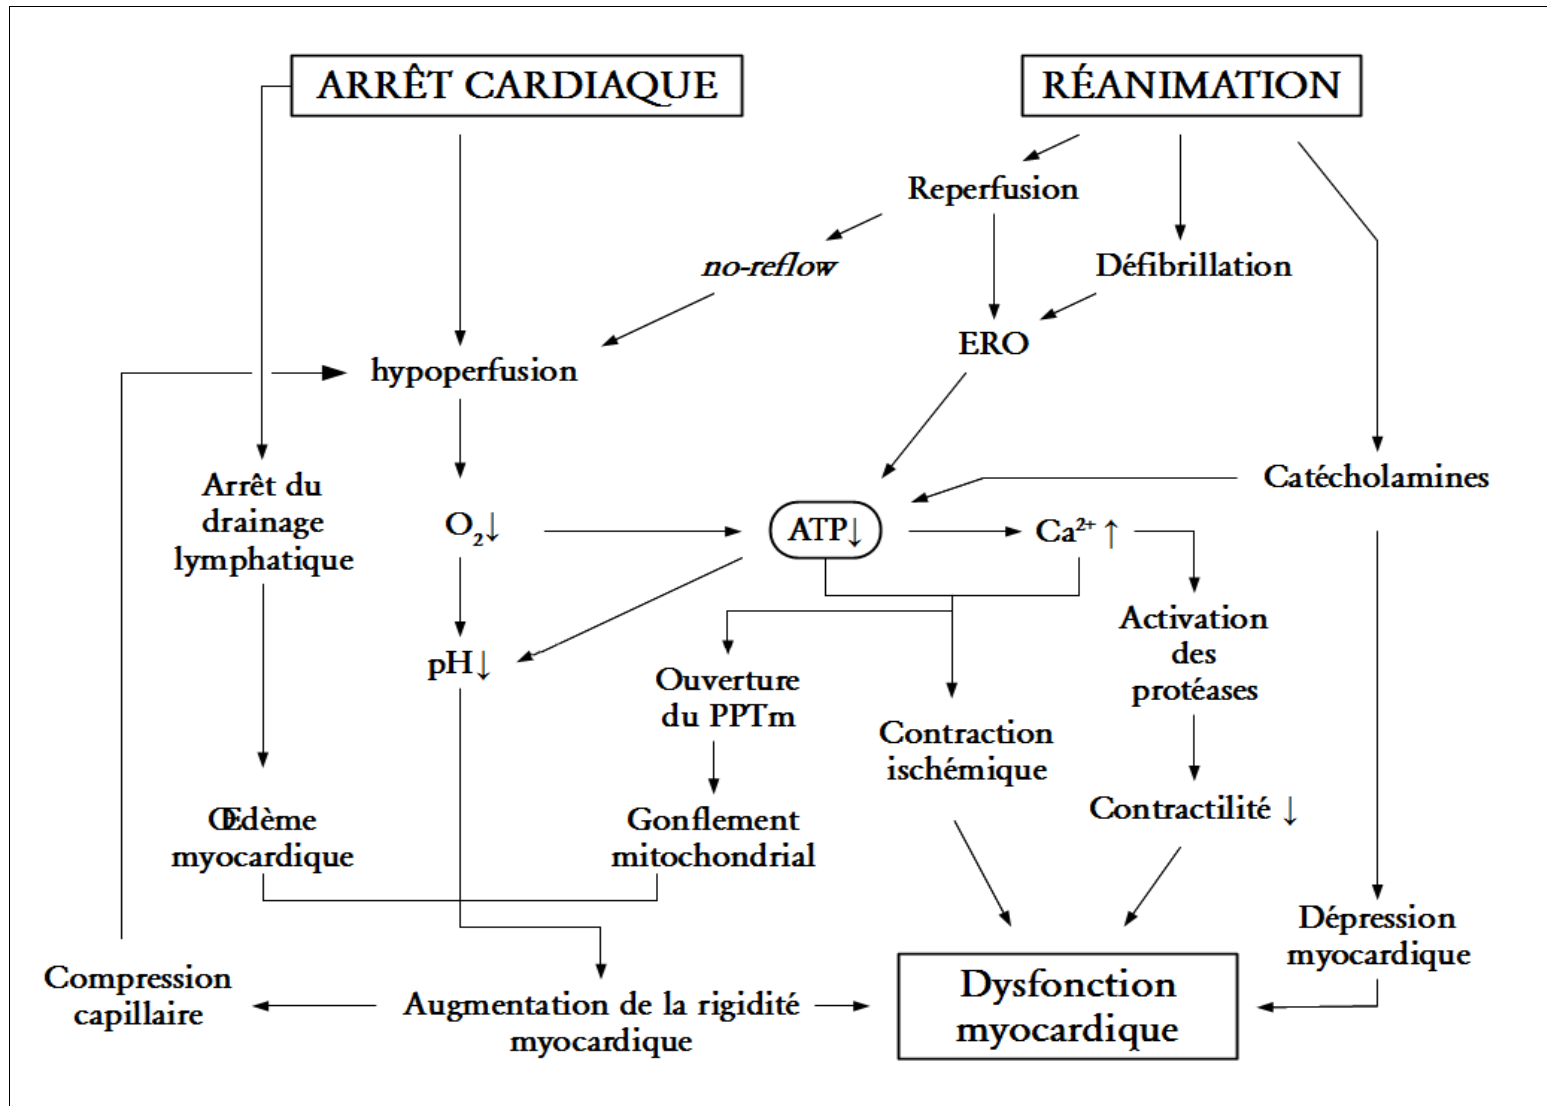 ARRÊT CARDIAQUE
RÉANIMATION
Reperfusion
no-reflow
Défibrillation
ERO
hypoperfusion
Catécholamines
Arrêt du
drainage
lymphatique
O₂↓
ATP↓
Ca²⁺ ↑
Activation
des
protéases
pH↓
Ouverture
du PPTm
Contraction
ischémique
Contractilité ↓
Œdème
myocardique
Gonflement
mitochondrial
Dépression
myocardique
Compression
capillaire
Augmentation de la rigidité
myocardique
Dysfonction
myocardique